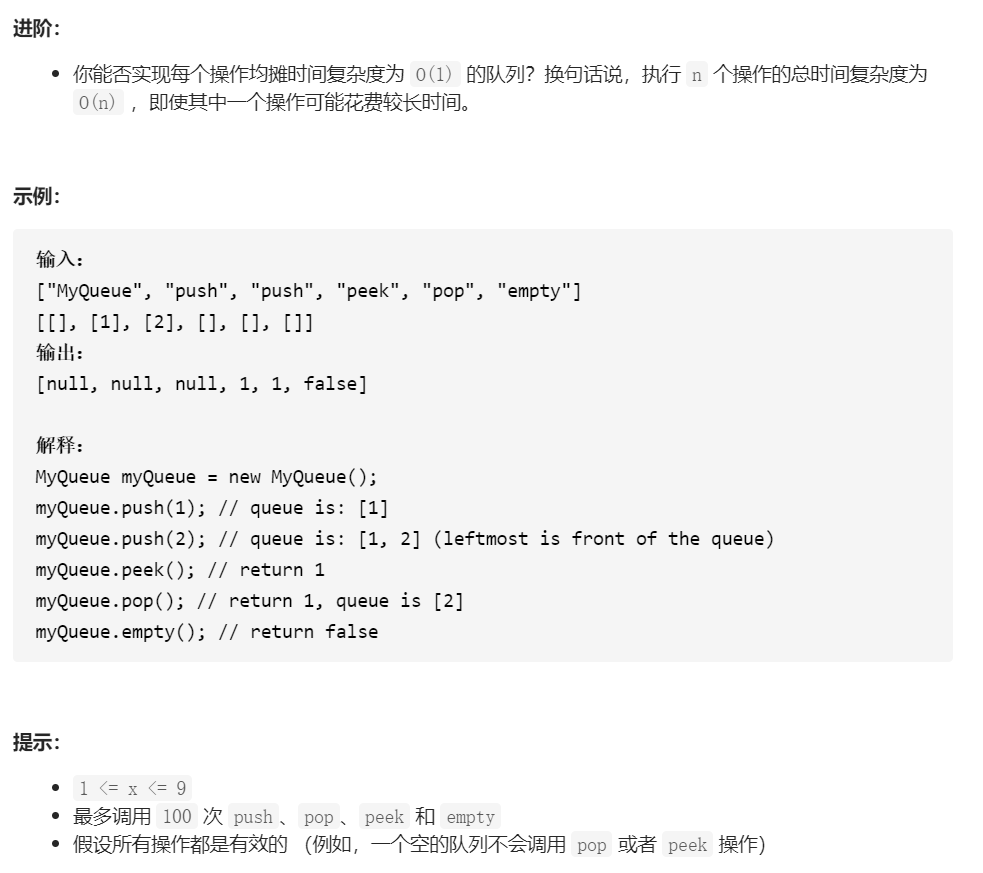 进阶：
你能否实现每个操作均摊时间复杂度为 O(1) 的队列？换句话说，执行 n 个操作的总时间复杂度为
O(n) ，即使其中一个操作可能花费较长时间。
示例：
输入：
["MyQueue", "push", "push", "peek", "pop", "empty"]
[[], [1], [2], [], [], []]
输出：
[null, null, null, 1, 1, false]
解释：
MyQueue myQueue = new MyQueue();
myQueue.push(1); // queue is: [1]
myQueue.push(2); // queue is: [1, 2] (leftmost is front of the queue)
myQueue.peek(); // return 1
myQueue.pop(); // return 1, queue is [2]
myQueue.empty(); // return false
提示：
1 <= x <= 9
最多调用 100 次 push、pop、peek 和 empty
假设所有操作都是有效的 （例如，一个空的队列不会调用 pop 或者 peek 操作）